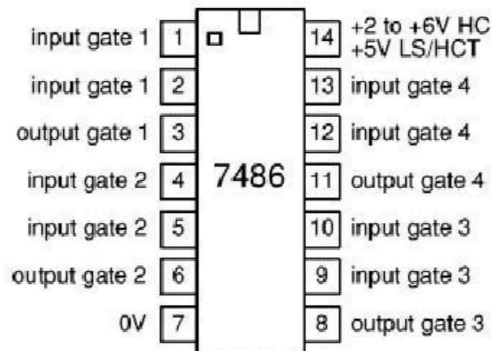 input gate 1 1 14 +2 to +6V HC
+5V LS/HCT
input gate 1 2 13 input gate 4
output gate 1 3 12 input gate 4
input gate 2 4 7486 11 output gate 4
input gate 2 5 10 input gate 3
output gate 2 6 9 input gate 3
0V 7 8 output gate 3